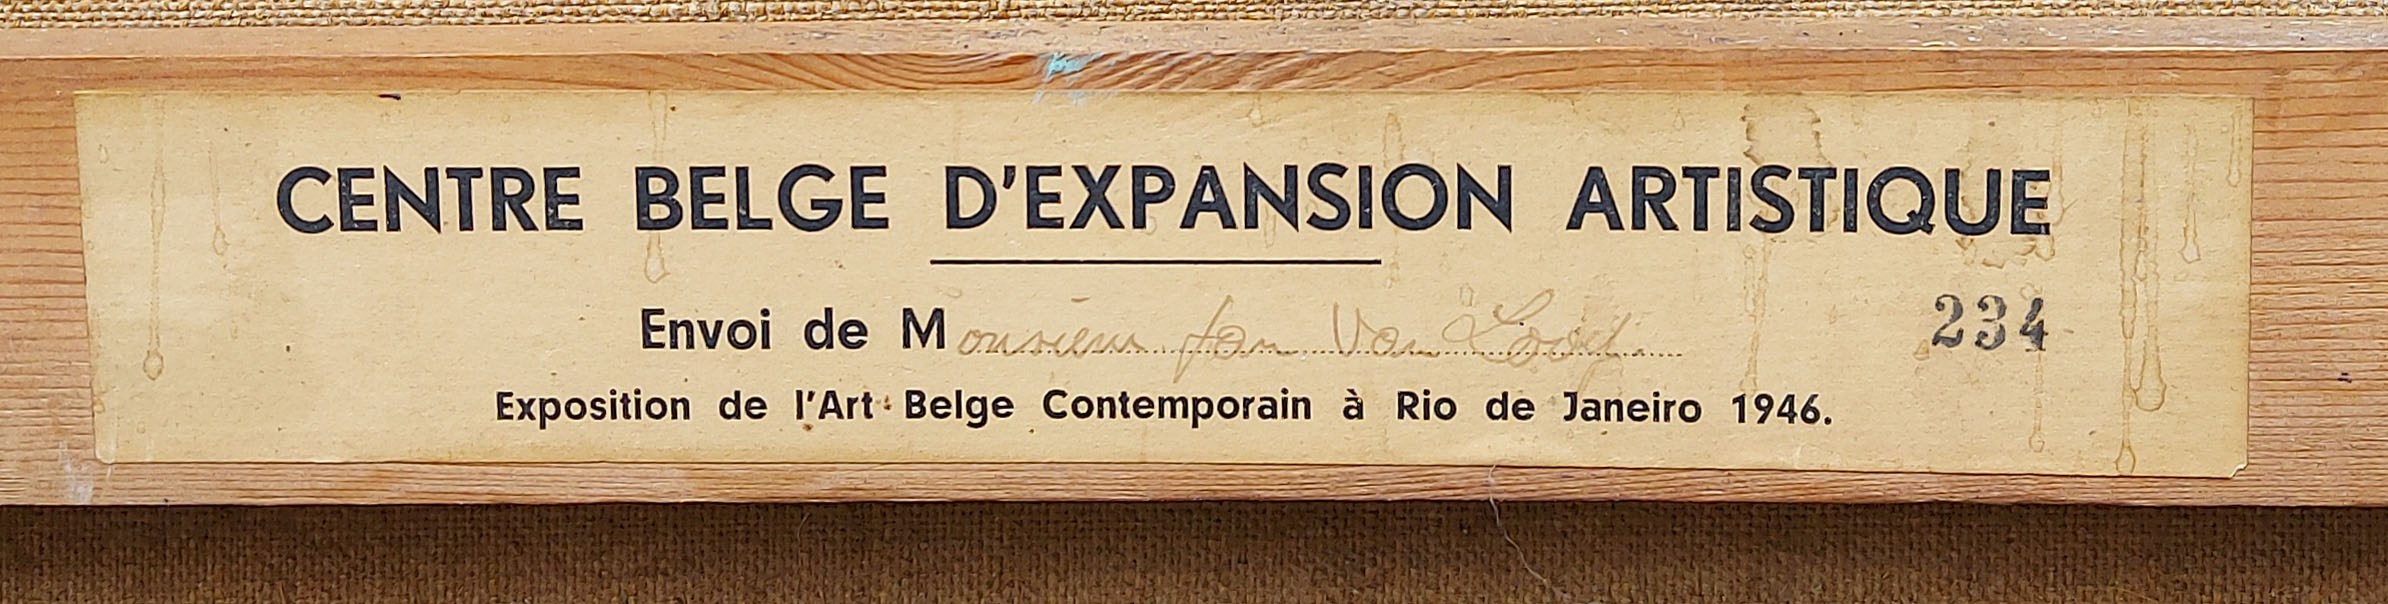 CENTRE BELGE D'EXPANSION ARTISTIQUE
Envoi de Monsieur Jan Van Looy 234
Exposition de l'Art Belge Contemporain à Rio de Janeiro 1946.